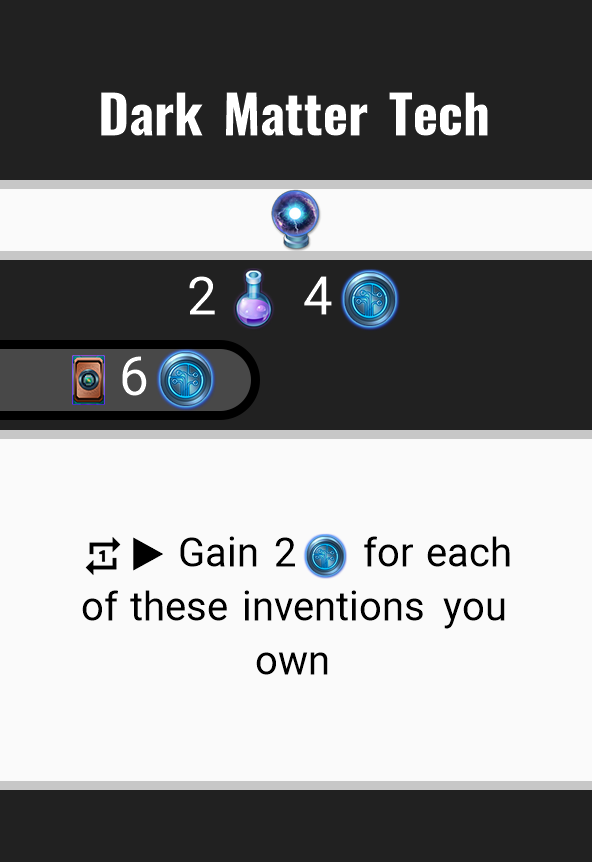 Dark Matter Tech
2 4
6
Gain 2 for each
of these inventions you
own